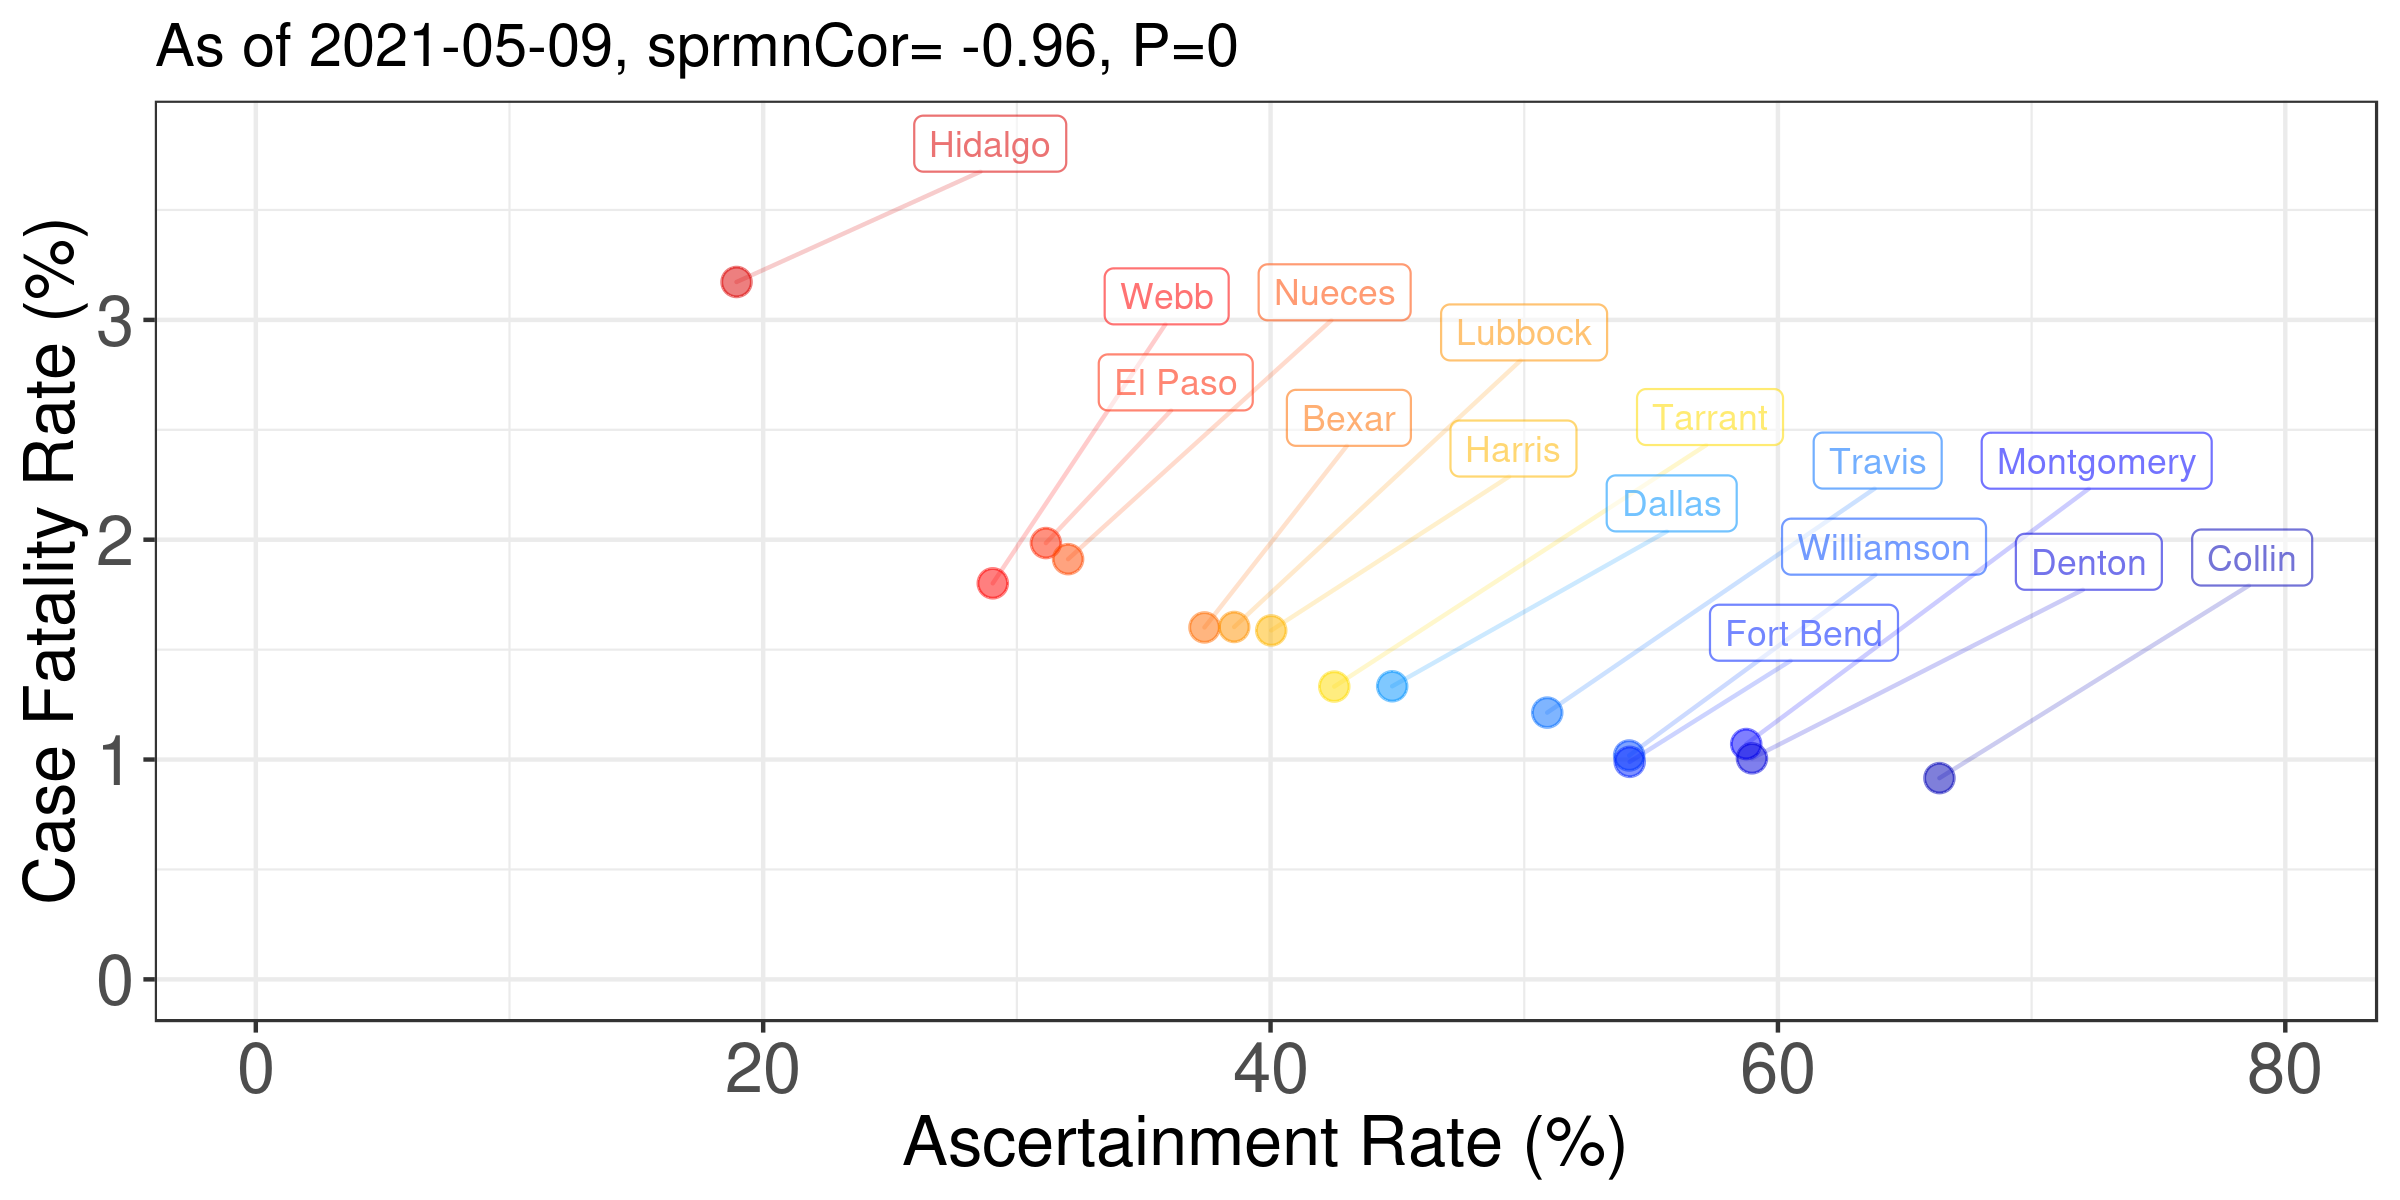 As of 2021-05-09, sprmnCor= -0.96, P=0
Hidalgo
Webb
Nueces
Lubbock
El Paso
Bexar
Harris
Tarrant
Travis
Montgomery
Dallas
Williamson
Denton
Collin
Fort Bend
Case Fatality Rate (%)
3
2
1
0
0 20 40 60 80
Ascertainment Rate (%)